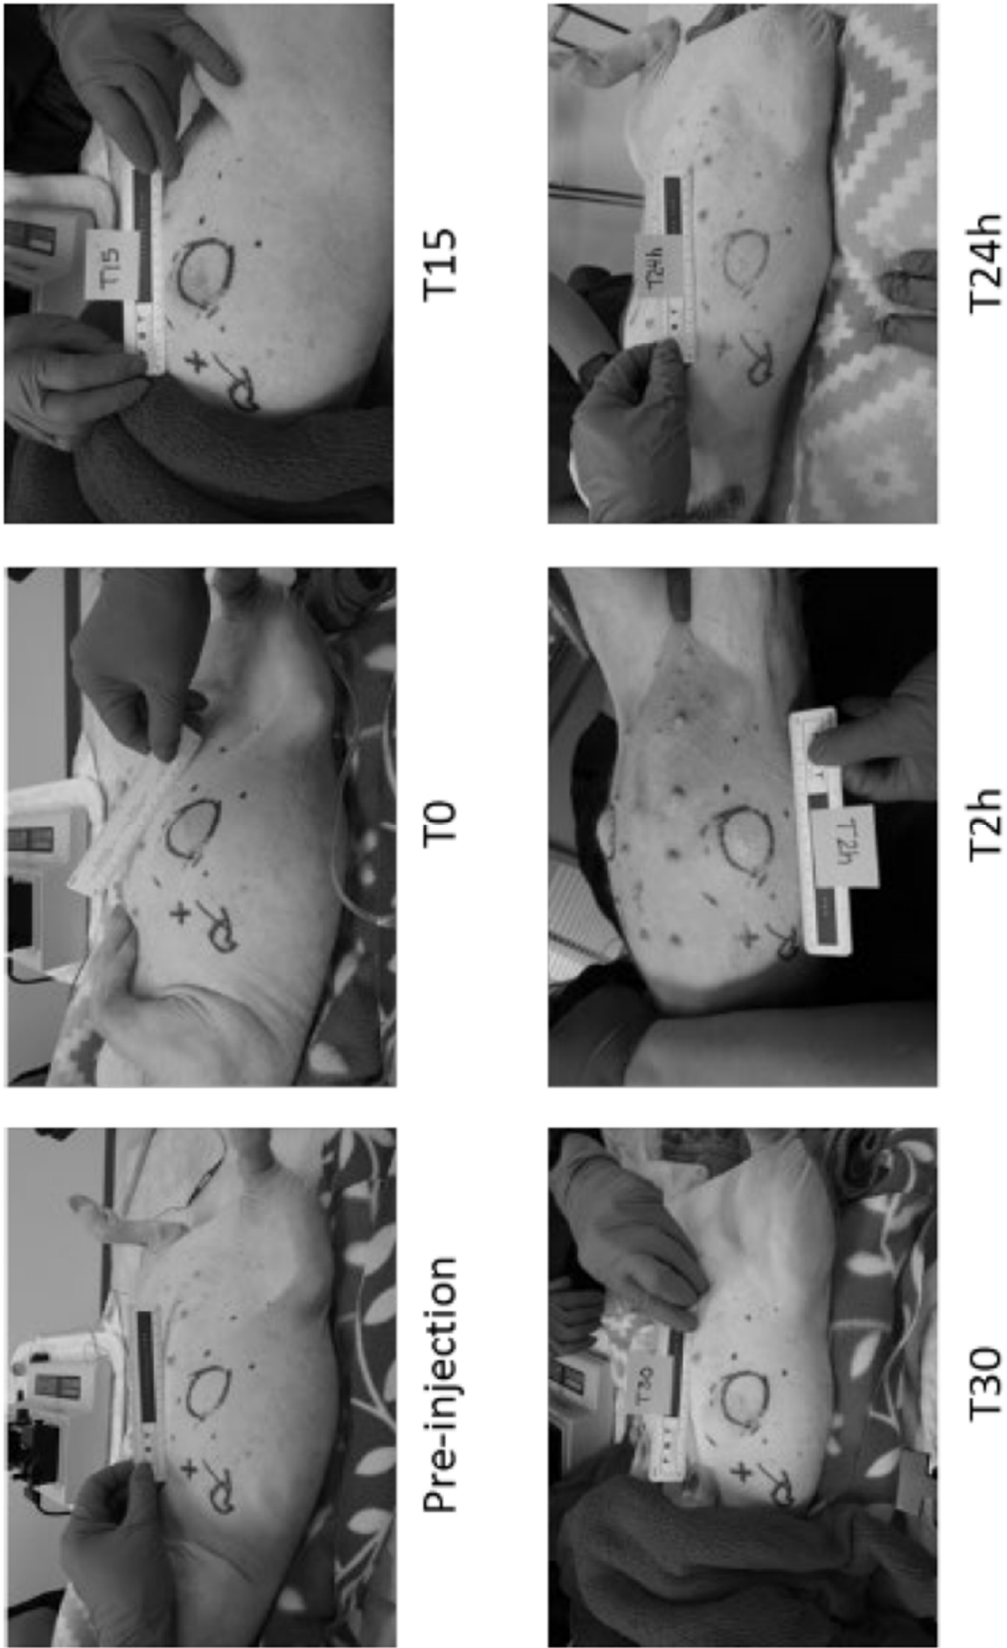 +
R
Pre-injection
+
R
T0
T15
+
R
T15
T30
+
R
T30
+
R
T2h
T2h
T24h
+
R
T24h